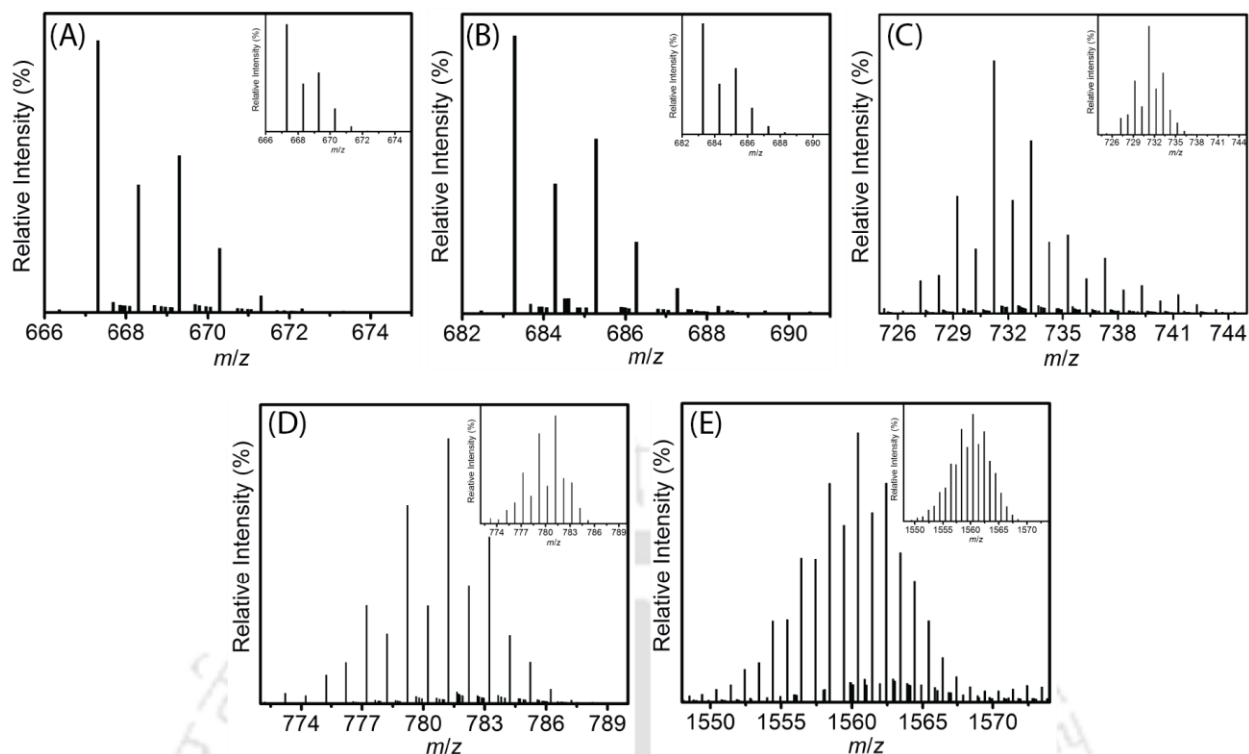 (A)
Relative Intensity (%)
666 668 670 672 674
m/z
Relative Intensity (%)
666 668 670 672 674
m/z
(B)
Relative Intensity (%)
682 684 686 688 690
m/z
Relative Intensity (%)
682 684 686 688 690
m/z
(C)
Relative Intensity (%)
726 729 732 735 738 741 744
m/z
Relative intensity (%)
726 729 732 735 738 741 744
m/z
(D)
Relative Intensity (%)
774 777 780 783 786 789
m/z
Relative Intensity (%)
774 777 780 783 786 789
m/z
(E)
Relative Intensity (%)
1550 1555 1560 1565 1570
m/z
Relative Intensity (%)
1550 1555 1560 1565 1570
m/z